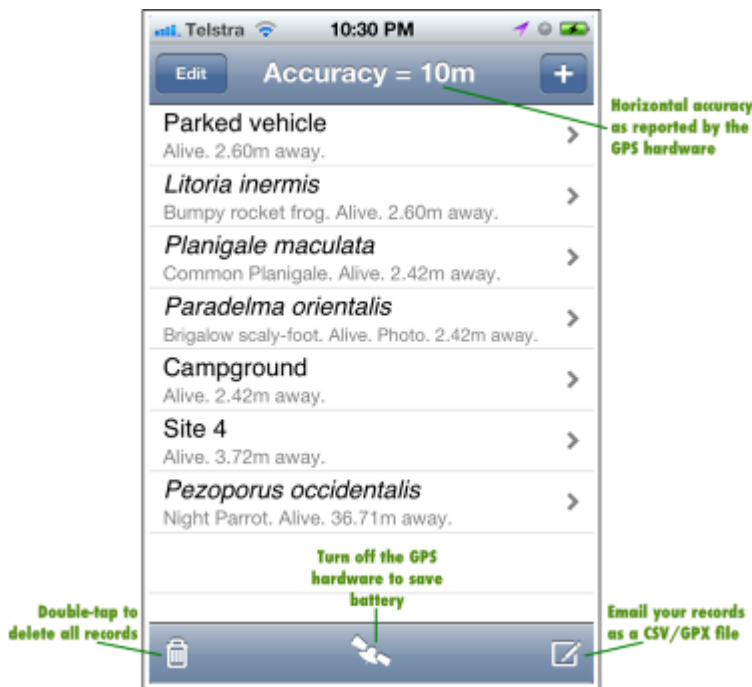 Telstra 10:30 PM
Edit Accuracy = 10m +
Horizontal accuracy
as reported by the
GPS hardware
Parked vehicle
Alive. 2.60m away.
Litoria inermis
Bumpy rocket frog. Alive. 2.60m away.
Planigale maculata
Common Planigale. Alive. 2.42m away.
Paradelma orientalis
Brigalow scaly-foot. Alive. Photo. 2.42m away.
Campground
Alive. 2.42m away.
Site 4
Alive. 3.72m away.
Pezoporus occidentalis
Night Parrot. Alive. 36.71m away.
Turn off the GPS
hardware to save
battery
Double-tap to
delete all records
Email your records
as a CSV/GPX file